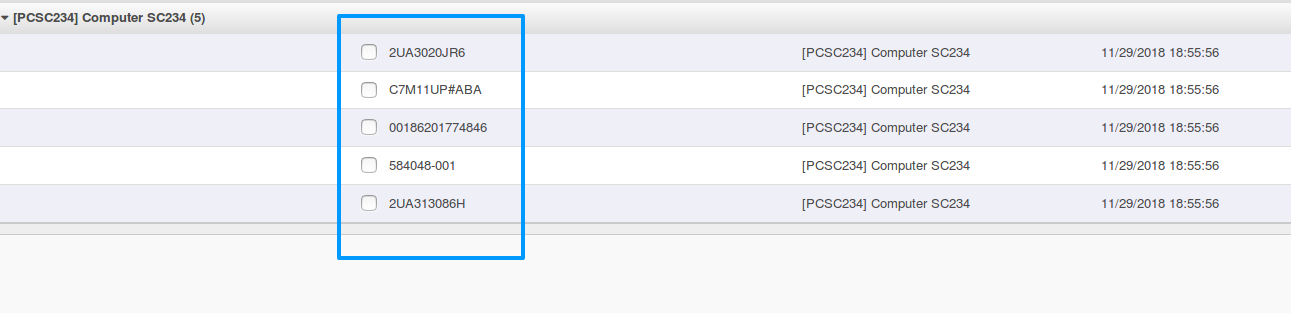 [PCSC234] Computer SC234 (5)
2UA3020JR6 [PCSC234] Computer SC234 11/29/2018 18:55:56
C7M11UP#ABA [PCSC234] Computer SC234 11/29/2018 18:55:56
00186201774846 [PCSC234] Computer SC234 11/29/2018 18:55:56
584048-001 [PCSC234] Computer SC234 11/29/2018 18:55:56
2UA313086H [PCSC234] Computer SC234 11/29/2018 18:55:56